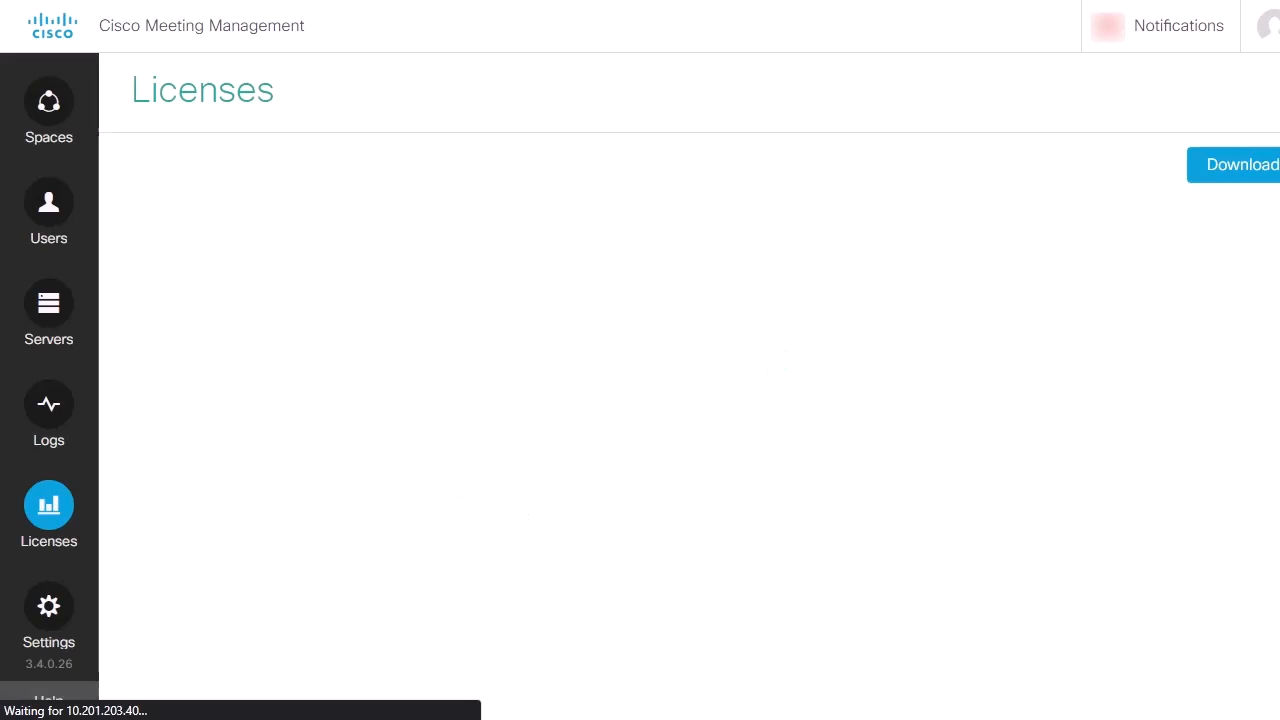 CISCO
Cisco Meeting Management
Notifications
Licenses
Download
Spaces
Users
Servers
Logs
Licenses
Settings
3.4.0.26
Help
Waiting for 10.201.203.40...